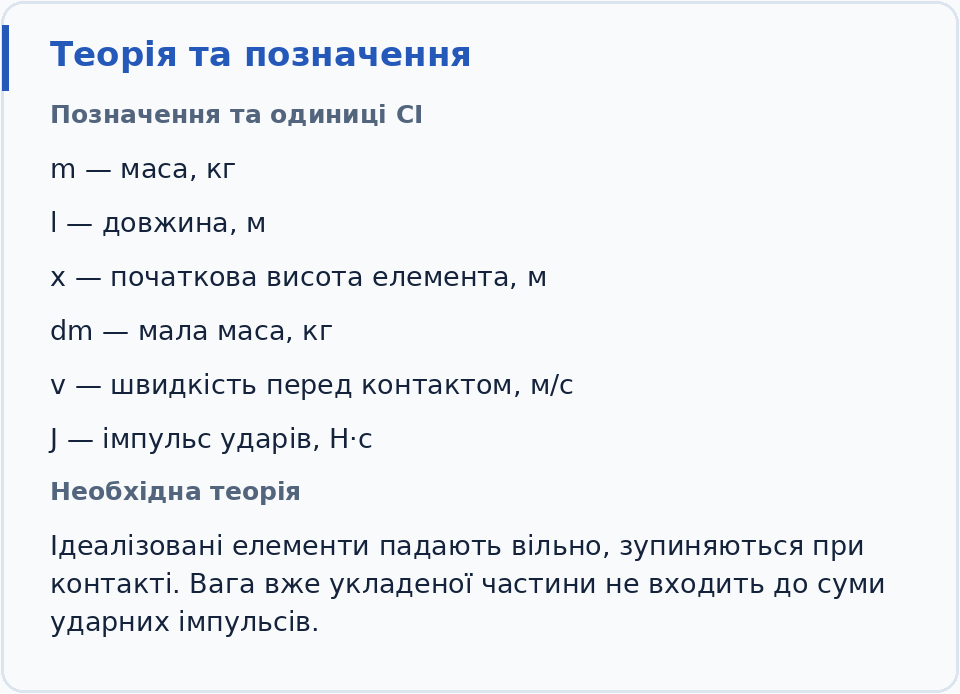 Теорія та позначення
Позначення та одиниці СІ
m — маса, кг
l — довжина, м
x — початкова висота елемента, м
dm — мала маса, кг
v — швидкість перед контактом, м/с
J — імпульс ударів, Н·с
Необхідна теорія
Ідеалізовані елементи падають вільно, зупиняються при
контакті. Вага вже укладеної частини не входить до суми
ударних імпульсів.